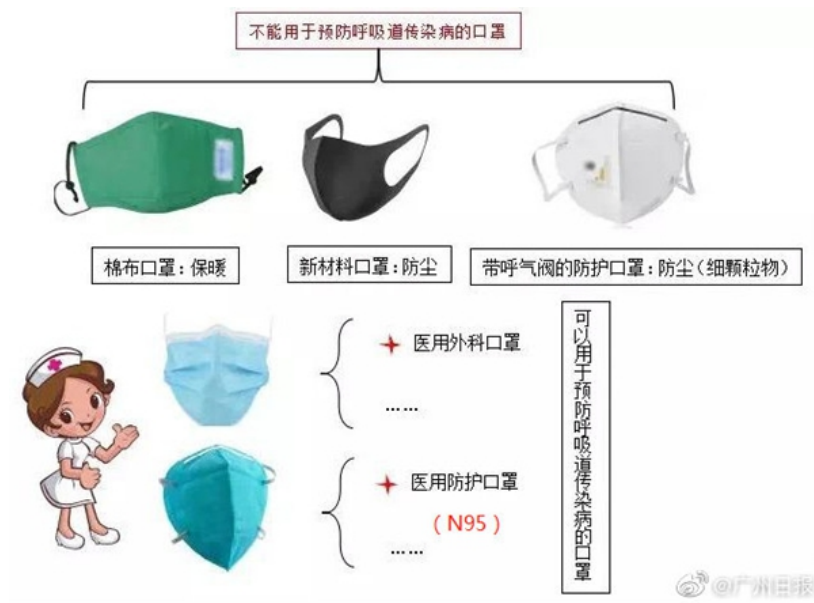 不能用于预防呼吸道传染病的口罩
棉布口罩：保暖
新材料口罩：防尘
带呼气阀的防护口罩：防尘（细颗粒物）
医用外科口罩
……
医用防护口罩
（N95）
……
可以用于预防呼吸道传染病的口罩
@广州日报